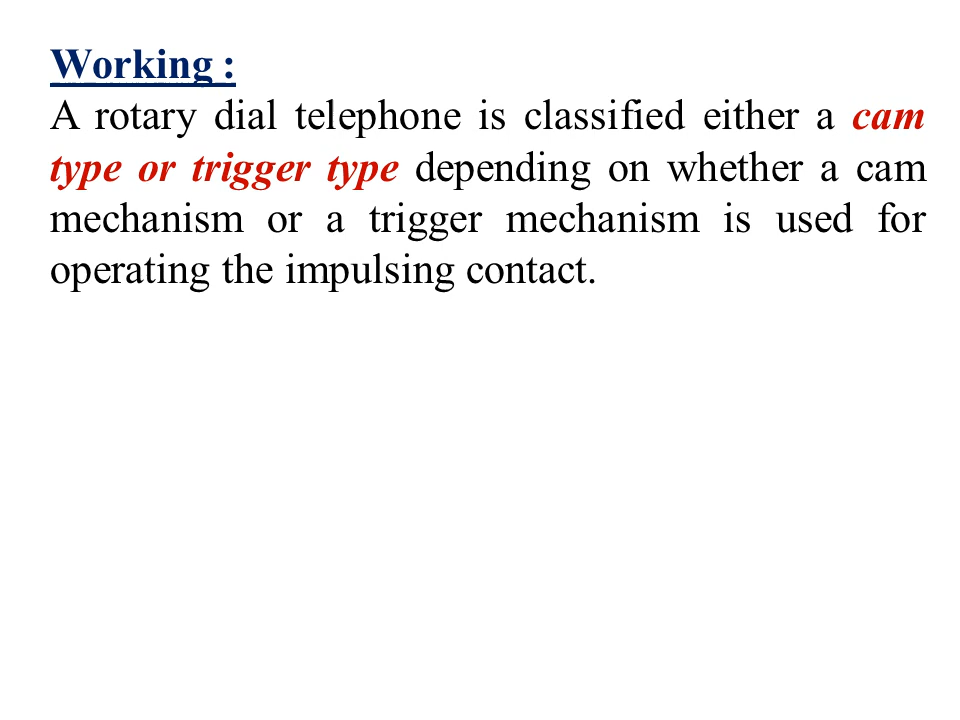 Working :
A rotary dial telephone is classified either a cam
type or trigger type depending on whether a cam
mechanism or a trigger mechanism is used for
operating the impulsing contact.